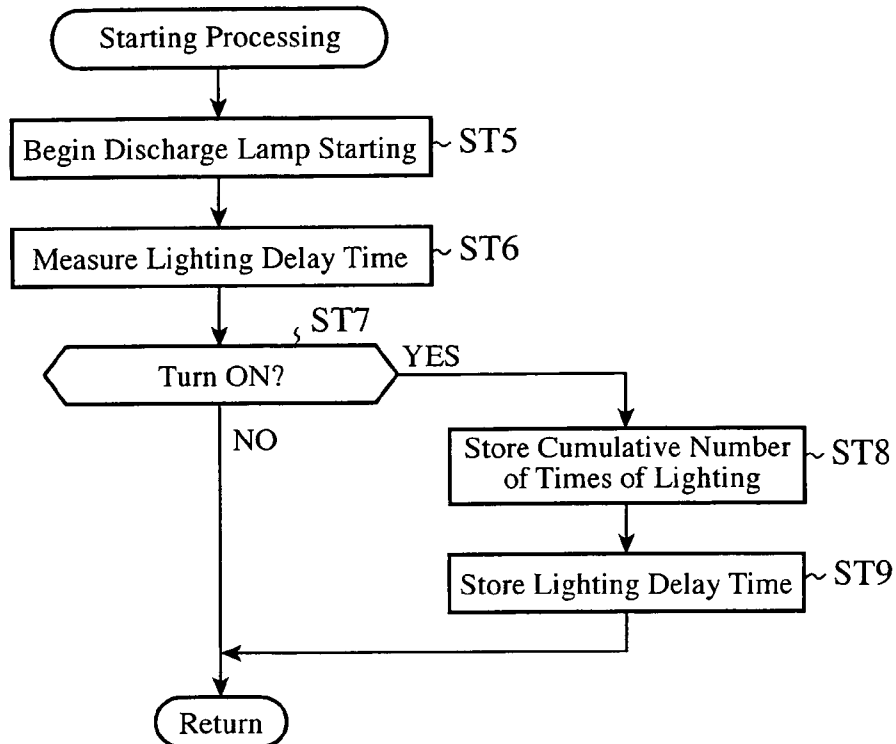 Starting Processing
Begin Discharge Lamp Starting
ST5
Measure Lighting Delay Time
ST6
ST7
Turn ON?
YES
NO
Store Cumulative Number
of Times of Lighting
ST8
Store Lighting Delay Time
ST9
Return